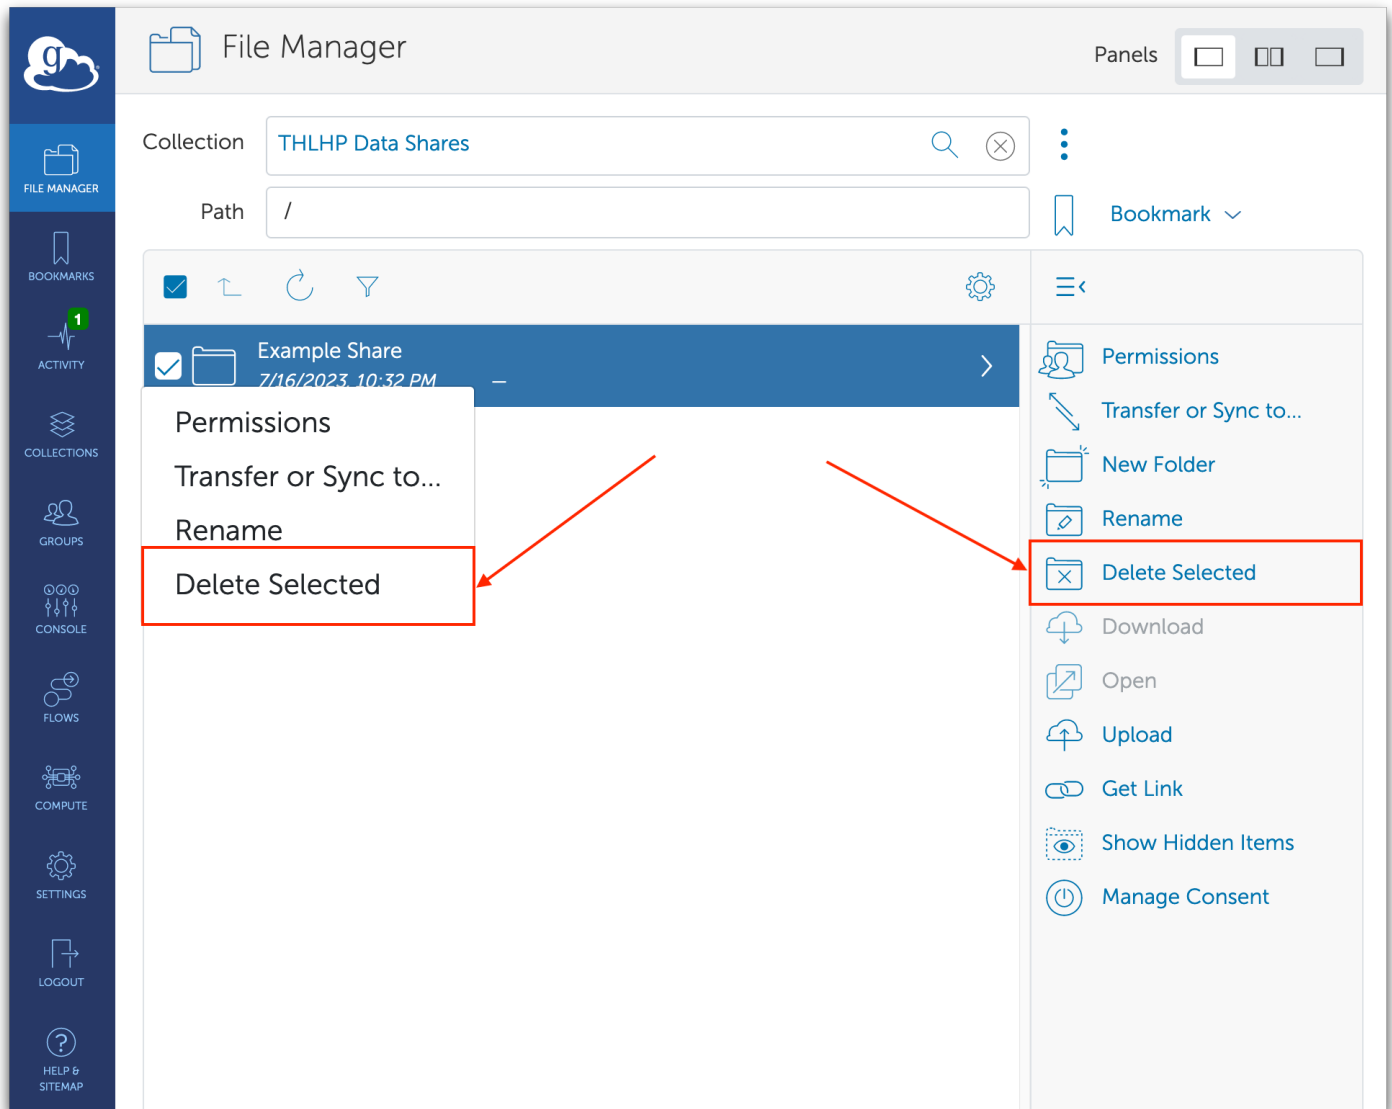 g
File Manager
Panels
FILE MANAGER
BOOKMARKS
1
ACTIVITY
COLLECTIONS
GROUPS
CONSOLE
FLOWS
COMPUTE
SETTINGS
LOGOUT
?
HELP &
SITEMAP
Collection
THLHP Data Shares
Path
/
Bookmark
Example Share
7/16/2023, 10:32 PM
—
Permissions
Transfer or Sync to...
Rename
Delete Selected
Permissions
Transfer or Sync to...
New Folder
Rename
Delete Selected
Download
Open
Upload
Get Link
Show Hidden Items
Manage Consent